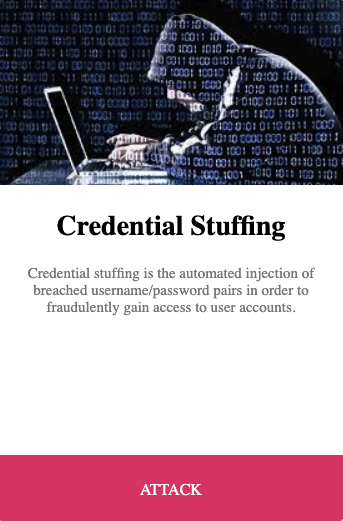 Credential Stuffing
Credential stuffing is the automated injection of
breached username/password pairs in order to
fraudulently gain access to user accounts.
ATTACK